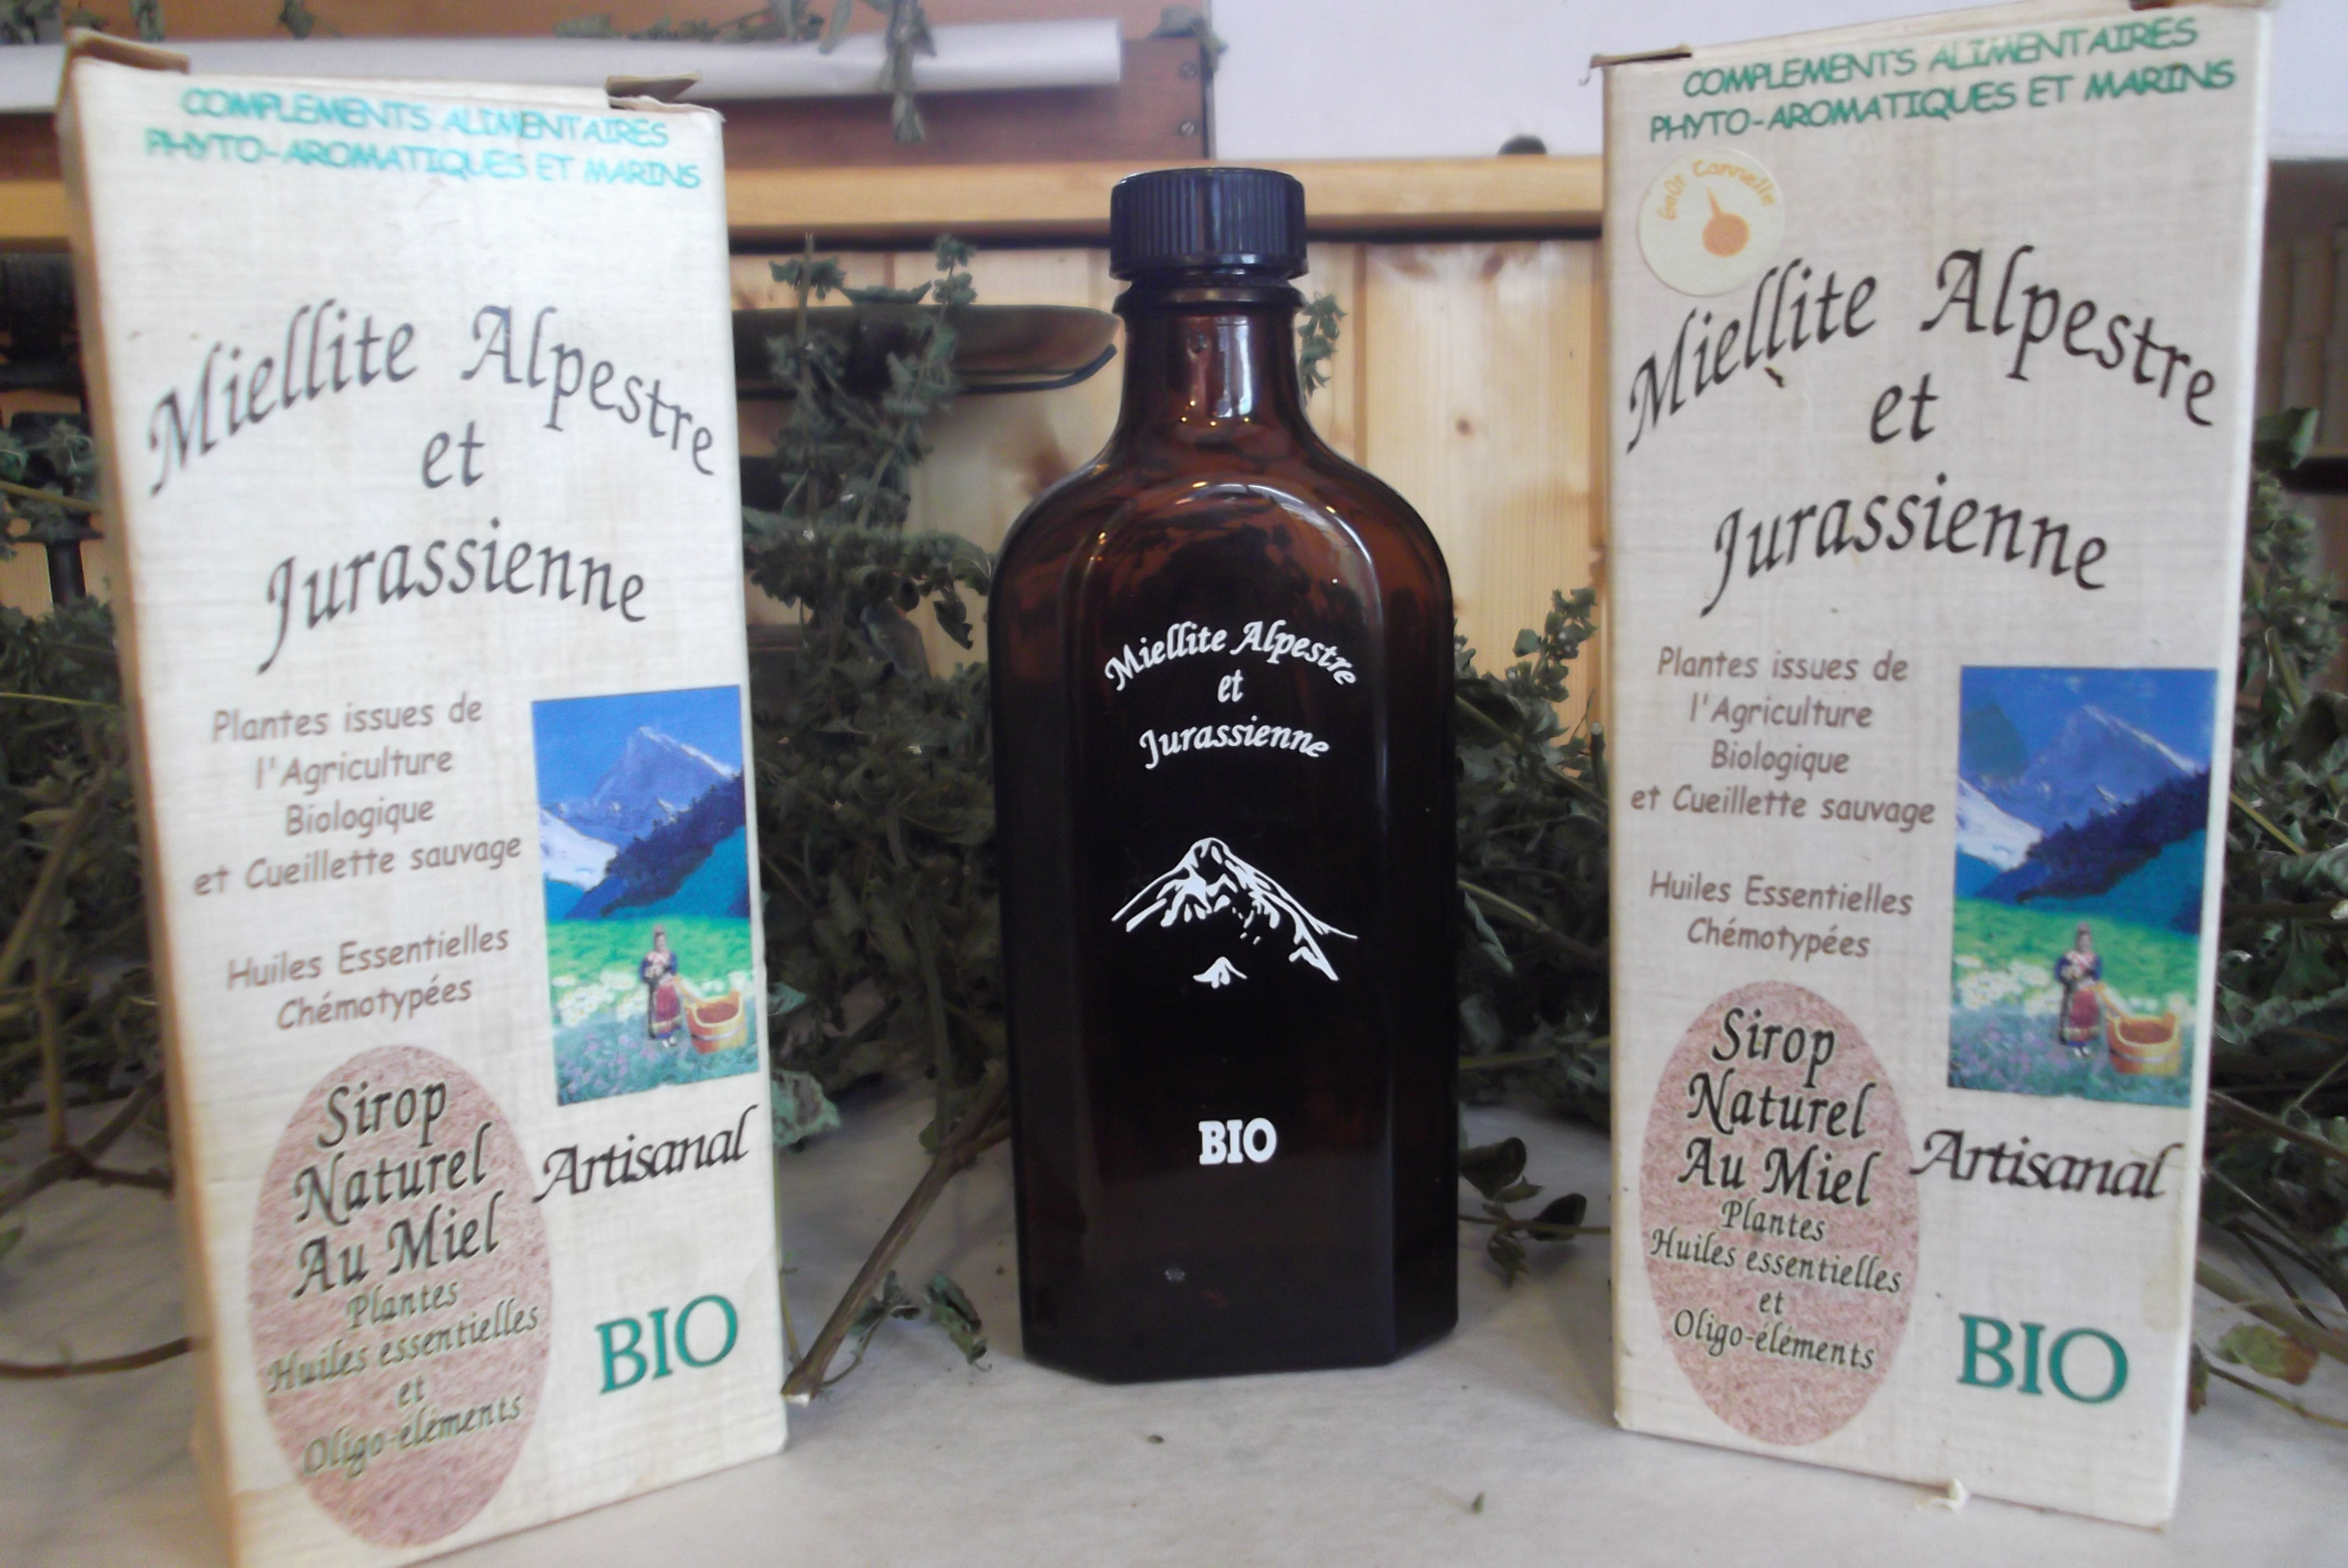 COMPLEMENTS ALIMENTAIRES
PHYTO-AROMATIQUES ET MARINS
Miellite Alpestre
et
Jurassienne
Plantes issues de
l'Agriculture
Biologique
et Cueillette sauvage
Huiles Essentielles
Chémotypées
Sirop
Naturel
Au Miel
Plantes
Huiles essentielles
et
Oligo-éléments
Artisanal
BIO
Miellite Alpestre
et
Jurassienne
BIO
COMPLEMENTS ALIMENTAIRES
PHYTO-AROMATIQUES ET MARINS
Goût Cannelle
Miellite Alpestre
et
Jurassienne
Plantes issues de
l'Agriculture
Biologique
et Cueillette sauvage
Huiles Essentielles
Chémotypées
Sirop
Naturel
Au Miel
Plantes
Huiles essentielles
et
Oligo-éléments
Artisanal
BIO